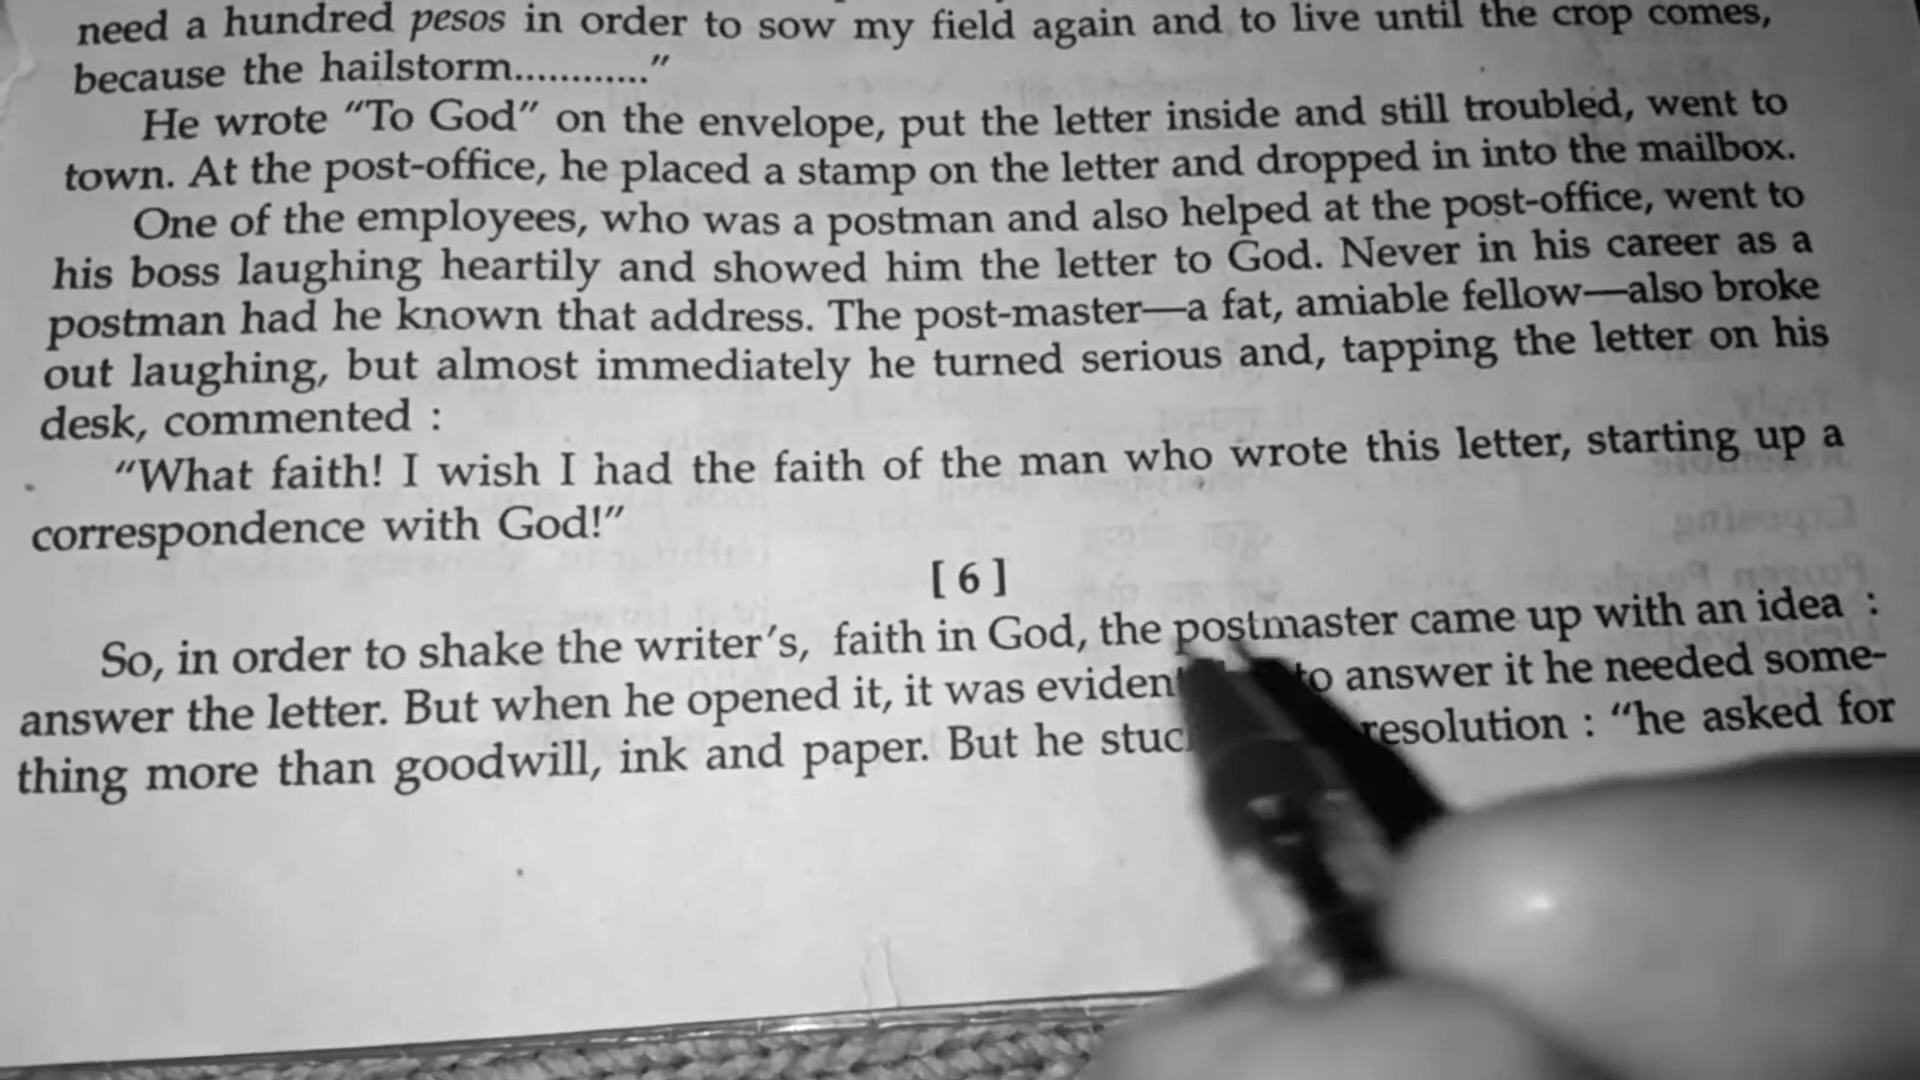 need a hundred pesos in order to sow my field again and to live until the crop comes,
because the hailstorm............"
He wrote "To God" on the envelope, put the letter inside and still troubled, went to
town. At the post-office, he placed a stamp on the letter and dropped in into the mailbox.
One of the employees, who was a postman and also helped at the post-office, went to
his boss laughing heartily and showed him the letter to God. Never in his career as a
postman had he known that address. The post-master—a fat, amiable fellow—also broke
out laughing, but almost immediately he turned serious and, tapping the letter on his
desk, commented :
"What faith! I wish I had the faith of the man who wrote this letter, starting up a
correspondence with God!"
[ 6 ]
So, in order to shake the writer's, faith in God, the postmaster came up with an idea :
answer the letter. But when he opened it, it was evident to answer it he needed some-
thing more than goodwill, ink and paper. But he resolution : "he asked for